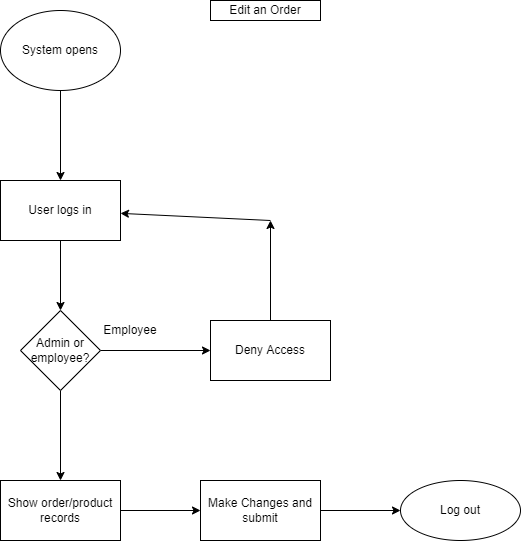 Edit an Order
System opens
User logs in
Admin or
employee?
Employee
Deny Access
Show order/product
records
Make Changes and
submit
Log out